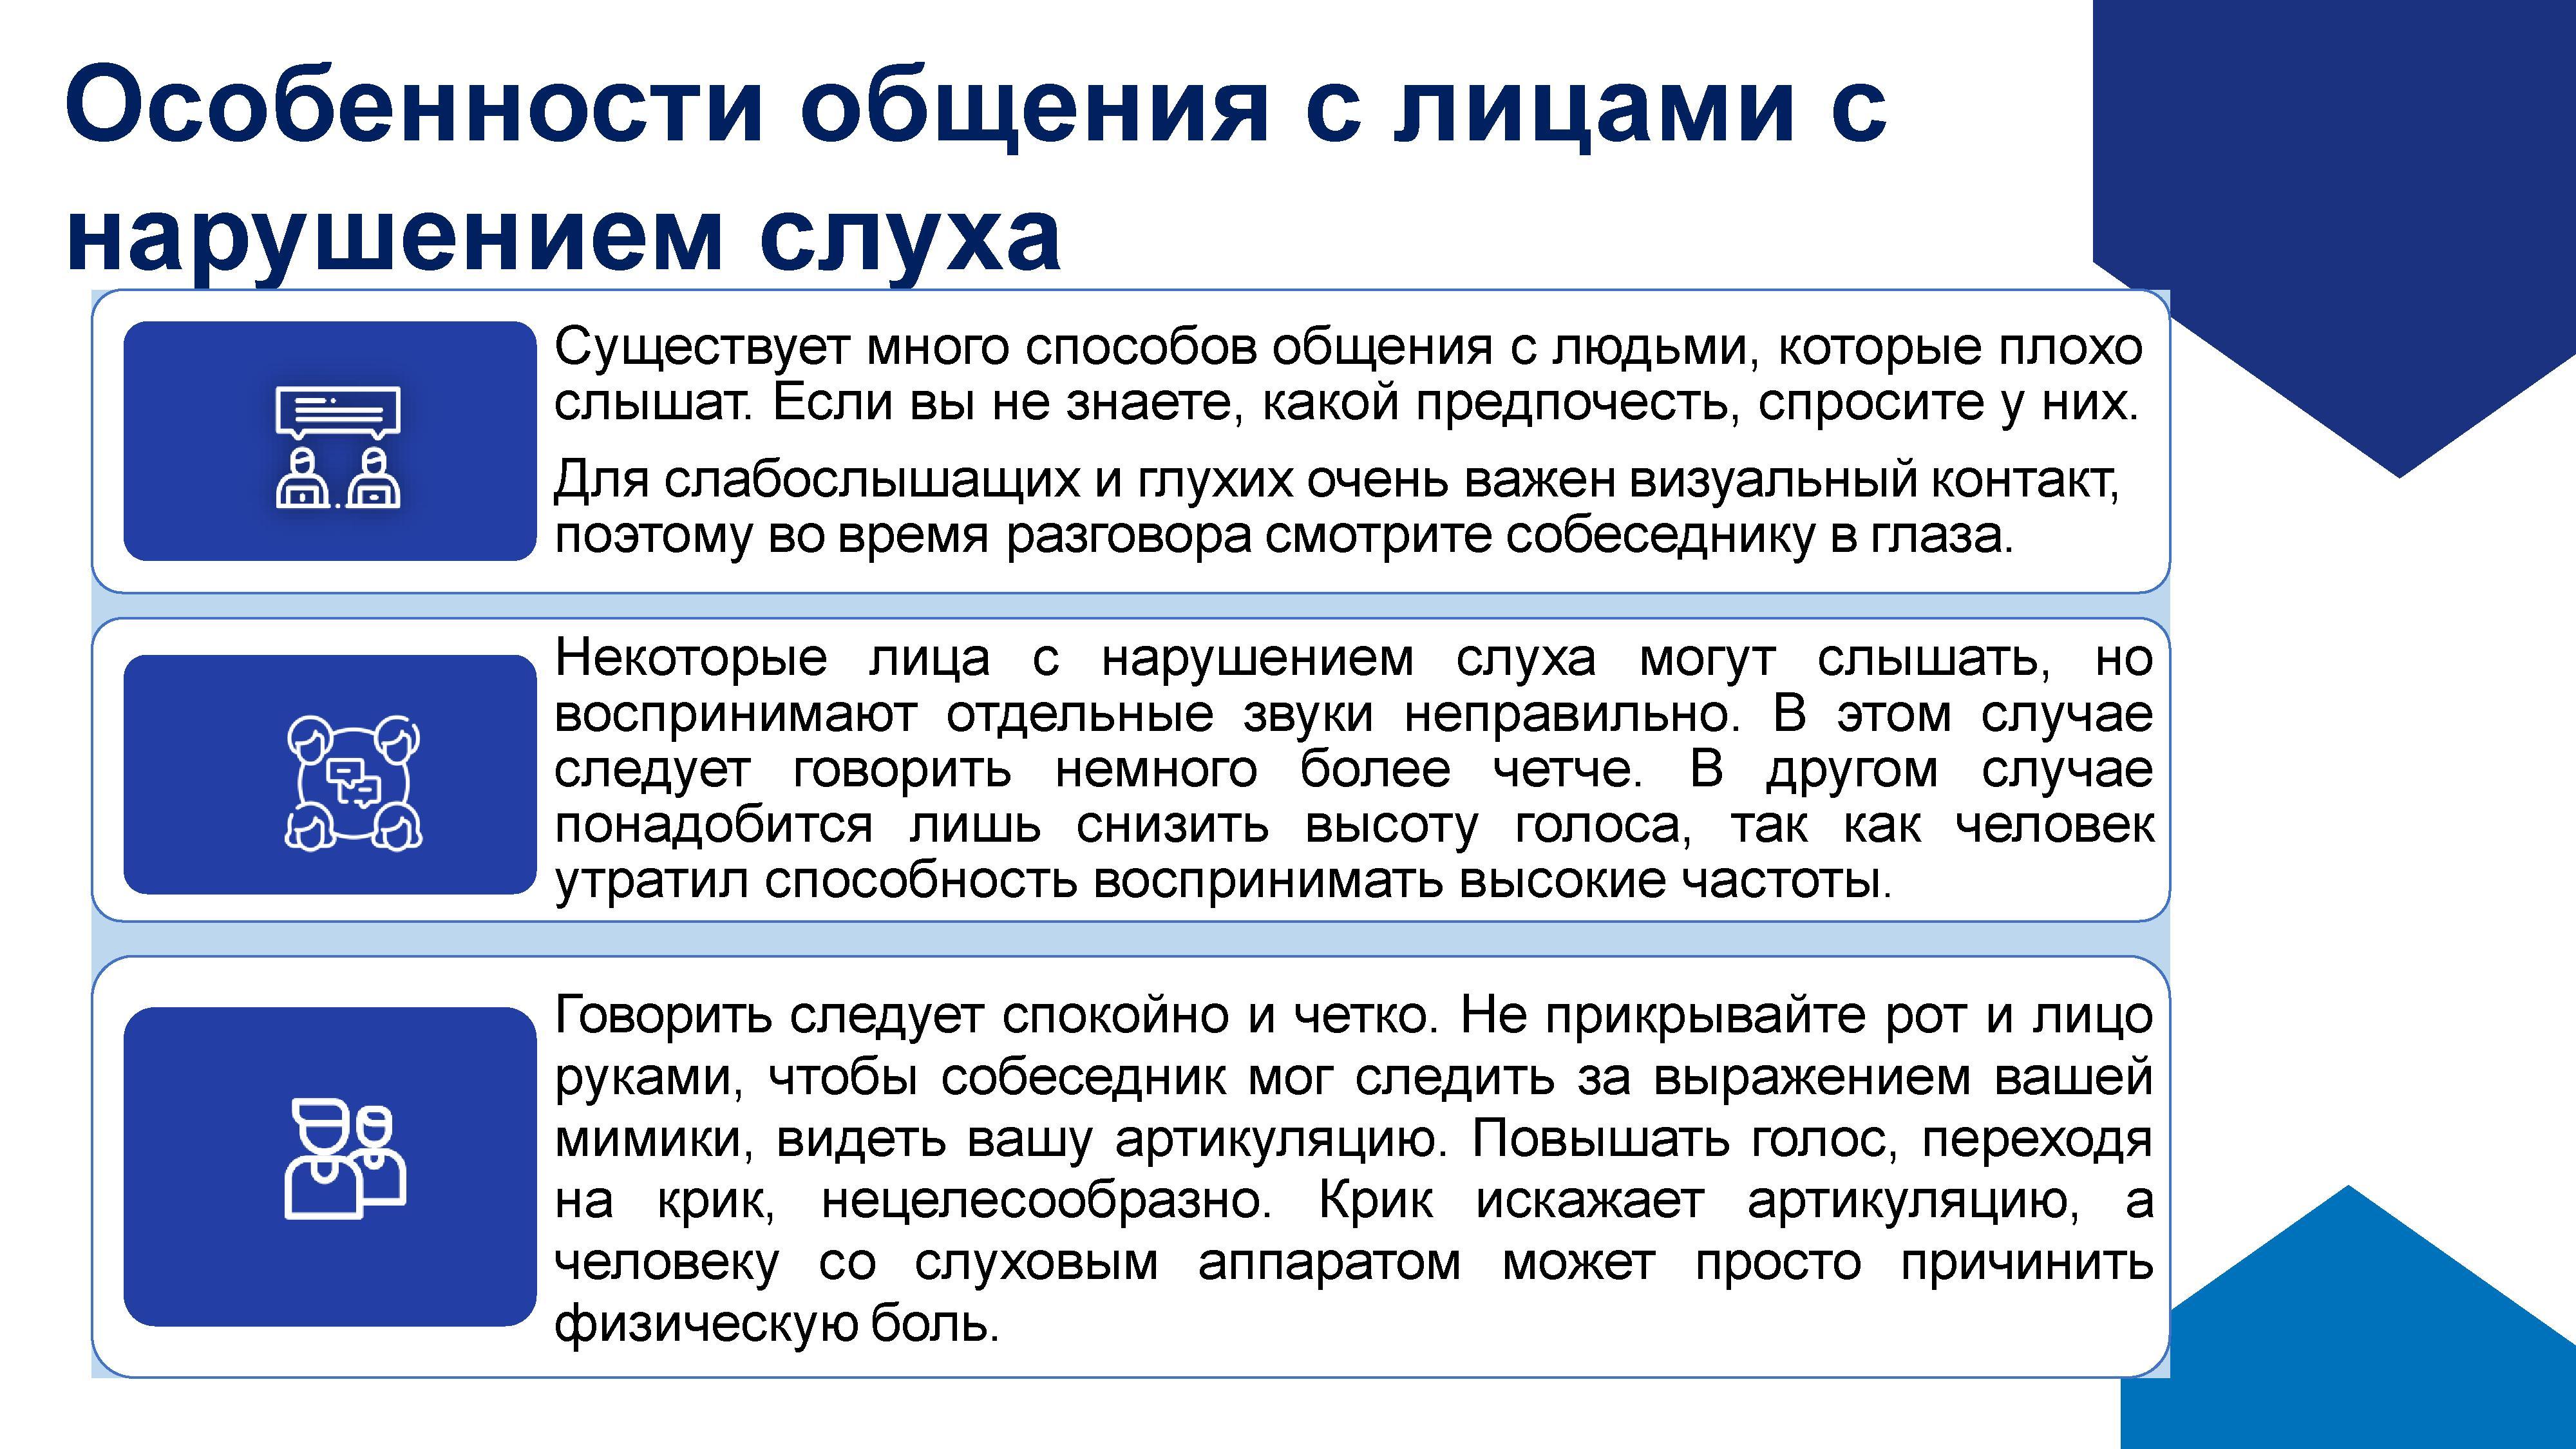 Особенности общения с лицами с
нарушением слуха
Существует много способов общения с людьми, которые плохо
слышат. Если вы не знаете, какой предпочесть, спросите у них.
Для слабослышащих и глухих очень важен визуальный контакт,
поэтому во время разговора смотрите собеседнику в глаза.
Некоторые лица с нарушением слуха могут слышать, но
воспринимают отдельные звуки неправильно. В этом случае
следует говорить немного более четче. В другом случае
понадобится лишь снизить высоту голоса, так как человек
утратил способность воспринимать высокие частоты.
Говорить следует спокойно и четко. Не прикрывайте рот и лицо
руками, чтобы собеседник мог следить за выражением вашей
мимики, видеть вашу артикуляцию. Повышать голос, переходя
на крик, нецелесообразно. Крик искажает артикуляцию, а
человеку со слуховым аппаратом может просто причинить
физическую боль.